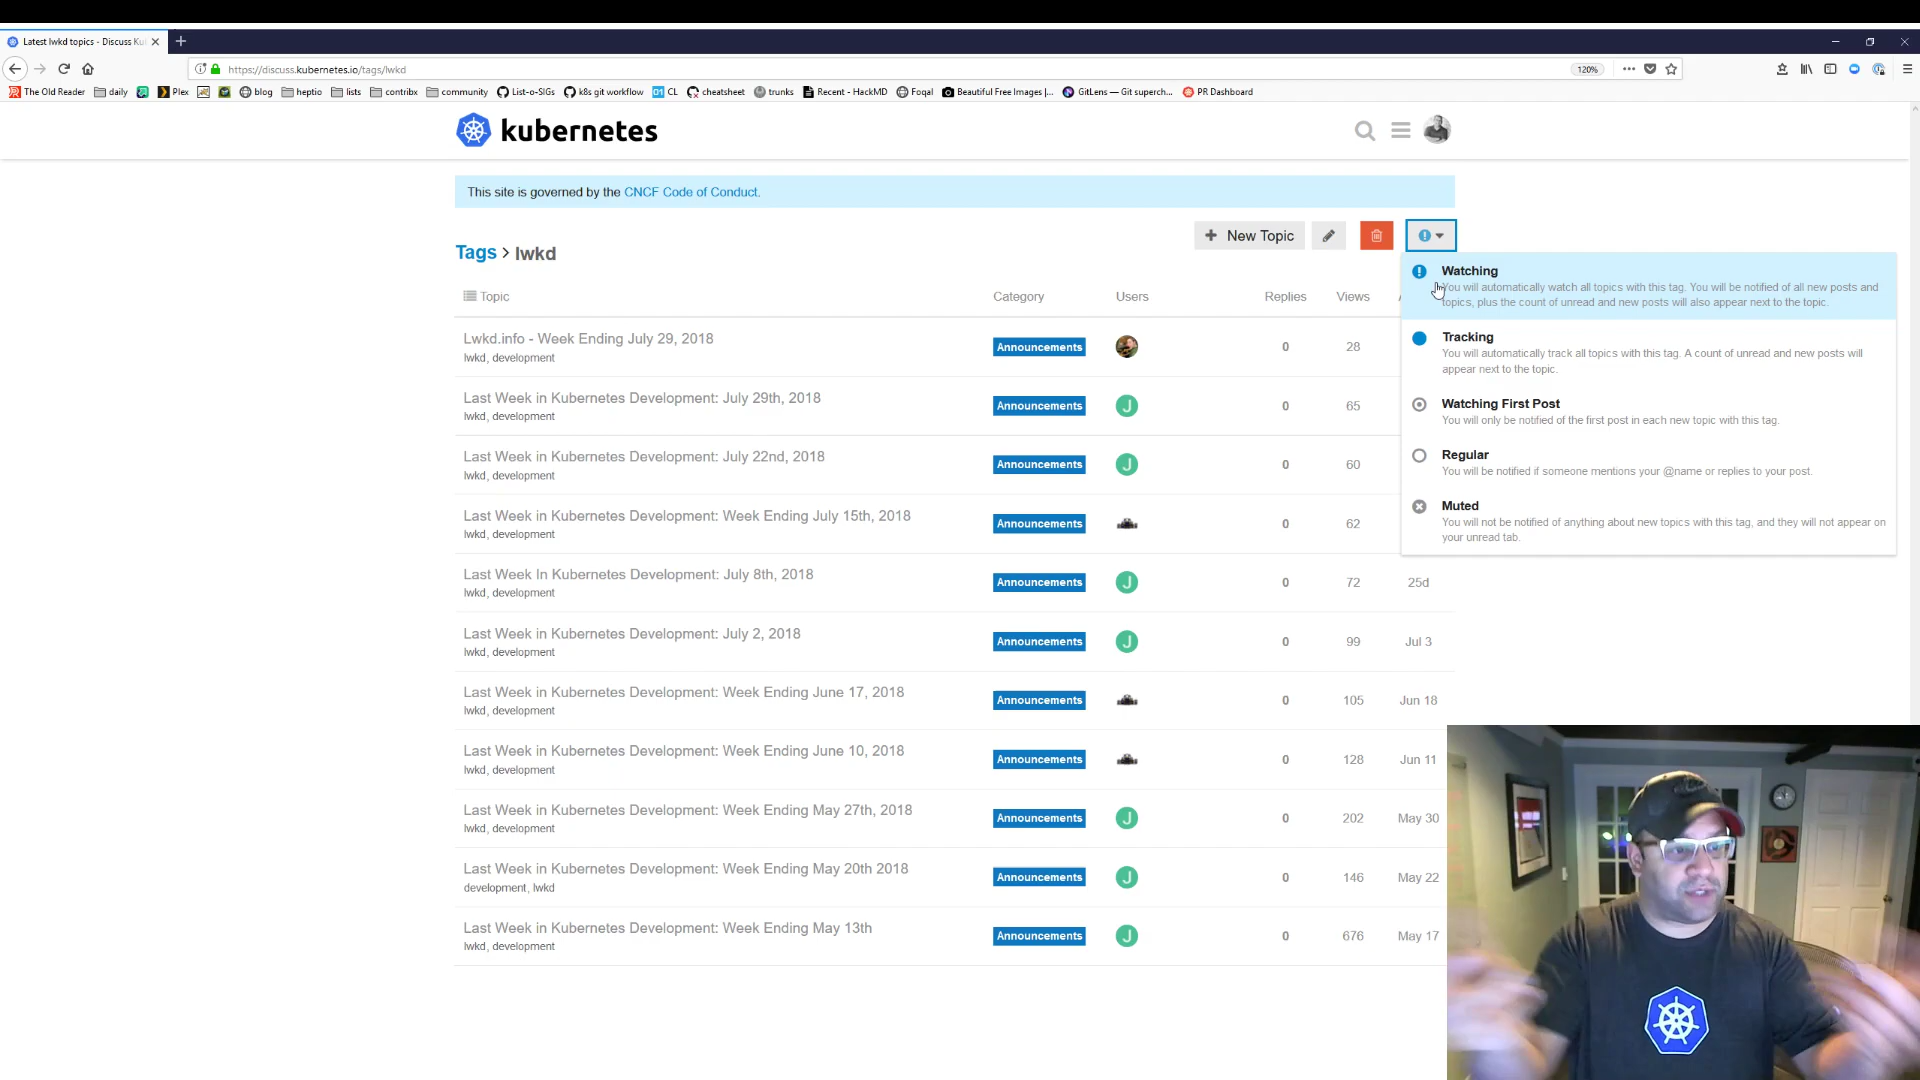 Latest lwkd topics - Discuss Ku
https://discuss.kubernetes.io/tags/lwkd
120%
The Old Reader
daily
Plex
blog
heptio
lists
contribx
community
List-o-SIGs
k8s git workflow
01 CL
cheatsheet
trunks
Recent - HackMD
Foqal
Beautiful Free Images |...
GitLens — Git superch...
PR Dashboard
kubernetes
This site is governed by the CNCF Code of Conduct.
+ New Topic
Tags > lwkd
Topic Category Users Replies Views
Lwkd.info - Week Ending July 29, 2018 Announcements 0 28
lwkd, development
Last Week in Kubernetes Development: July 29th, 2018 Announcements J 0 65
lwkd, development
Last Week in Kubernetes Development: July 22nd, 2018 Announcements J 0 60
lwkd, development
Last Week in Kubernetes Development: Week Ending July 15th, 2018 Announcements 0 62
lwkd, development
Last Week In Kubernetes Development: July 8th, 2018 Announcements J 0 72 25d
lwkd, development
Last Week in Kubernetes Development: July 2, 2018 Announcements J 0 99 Jul 3
lwkd, development
Last Week in Kubernetes Development: Week Ending June 17, 2018 Announcements 0 105 Jun 18
lwkd, development
Last Week in Kubernetes Development: Week Ending June 10, 2018 Announcements 0 128 Jun 11
lwkd, development
Last Week in Kubernetes Development: Week Ending May 27th, 2018 Announcements J 0 202 May 30
lwkd, development
Last Week in Kubernetes Development: Week Ending May 20th 2018 Announcements J 0 146 May 22
development, lwkd
Last Week in Kubernetes Development: Week Ending May 13th Announcements J 0 676 May 17
lwkd, development
Watching
You will automatically watch all topics with this tag. You will be notified of all new posts and
topics, plus the count of unread and new posts will also appear next to the topic.
Tracking
You will automatically track all topics with this tag. A count of unread and new posts will
appear next to the topic.
Watching First Post
You will only be notified of the first post in each new topic with this tag.
Regular
You will be notified if someone mentions your @name or replies to your post.
Muted
You will not be notified of anything about new topics with this tag, and they will not appear on
your unread tab.